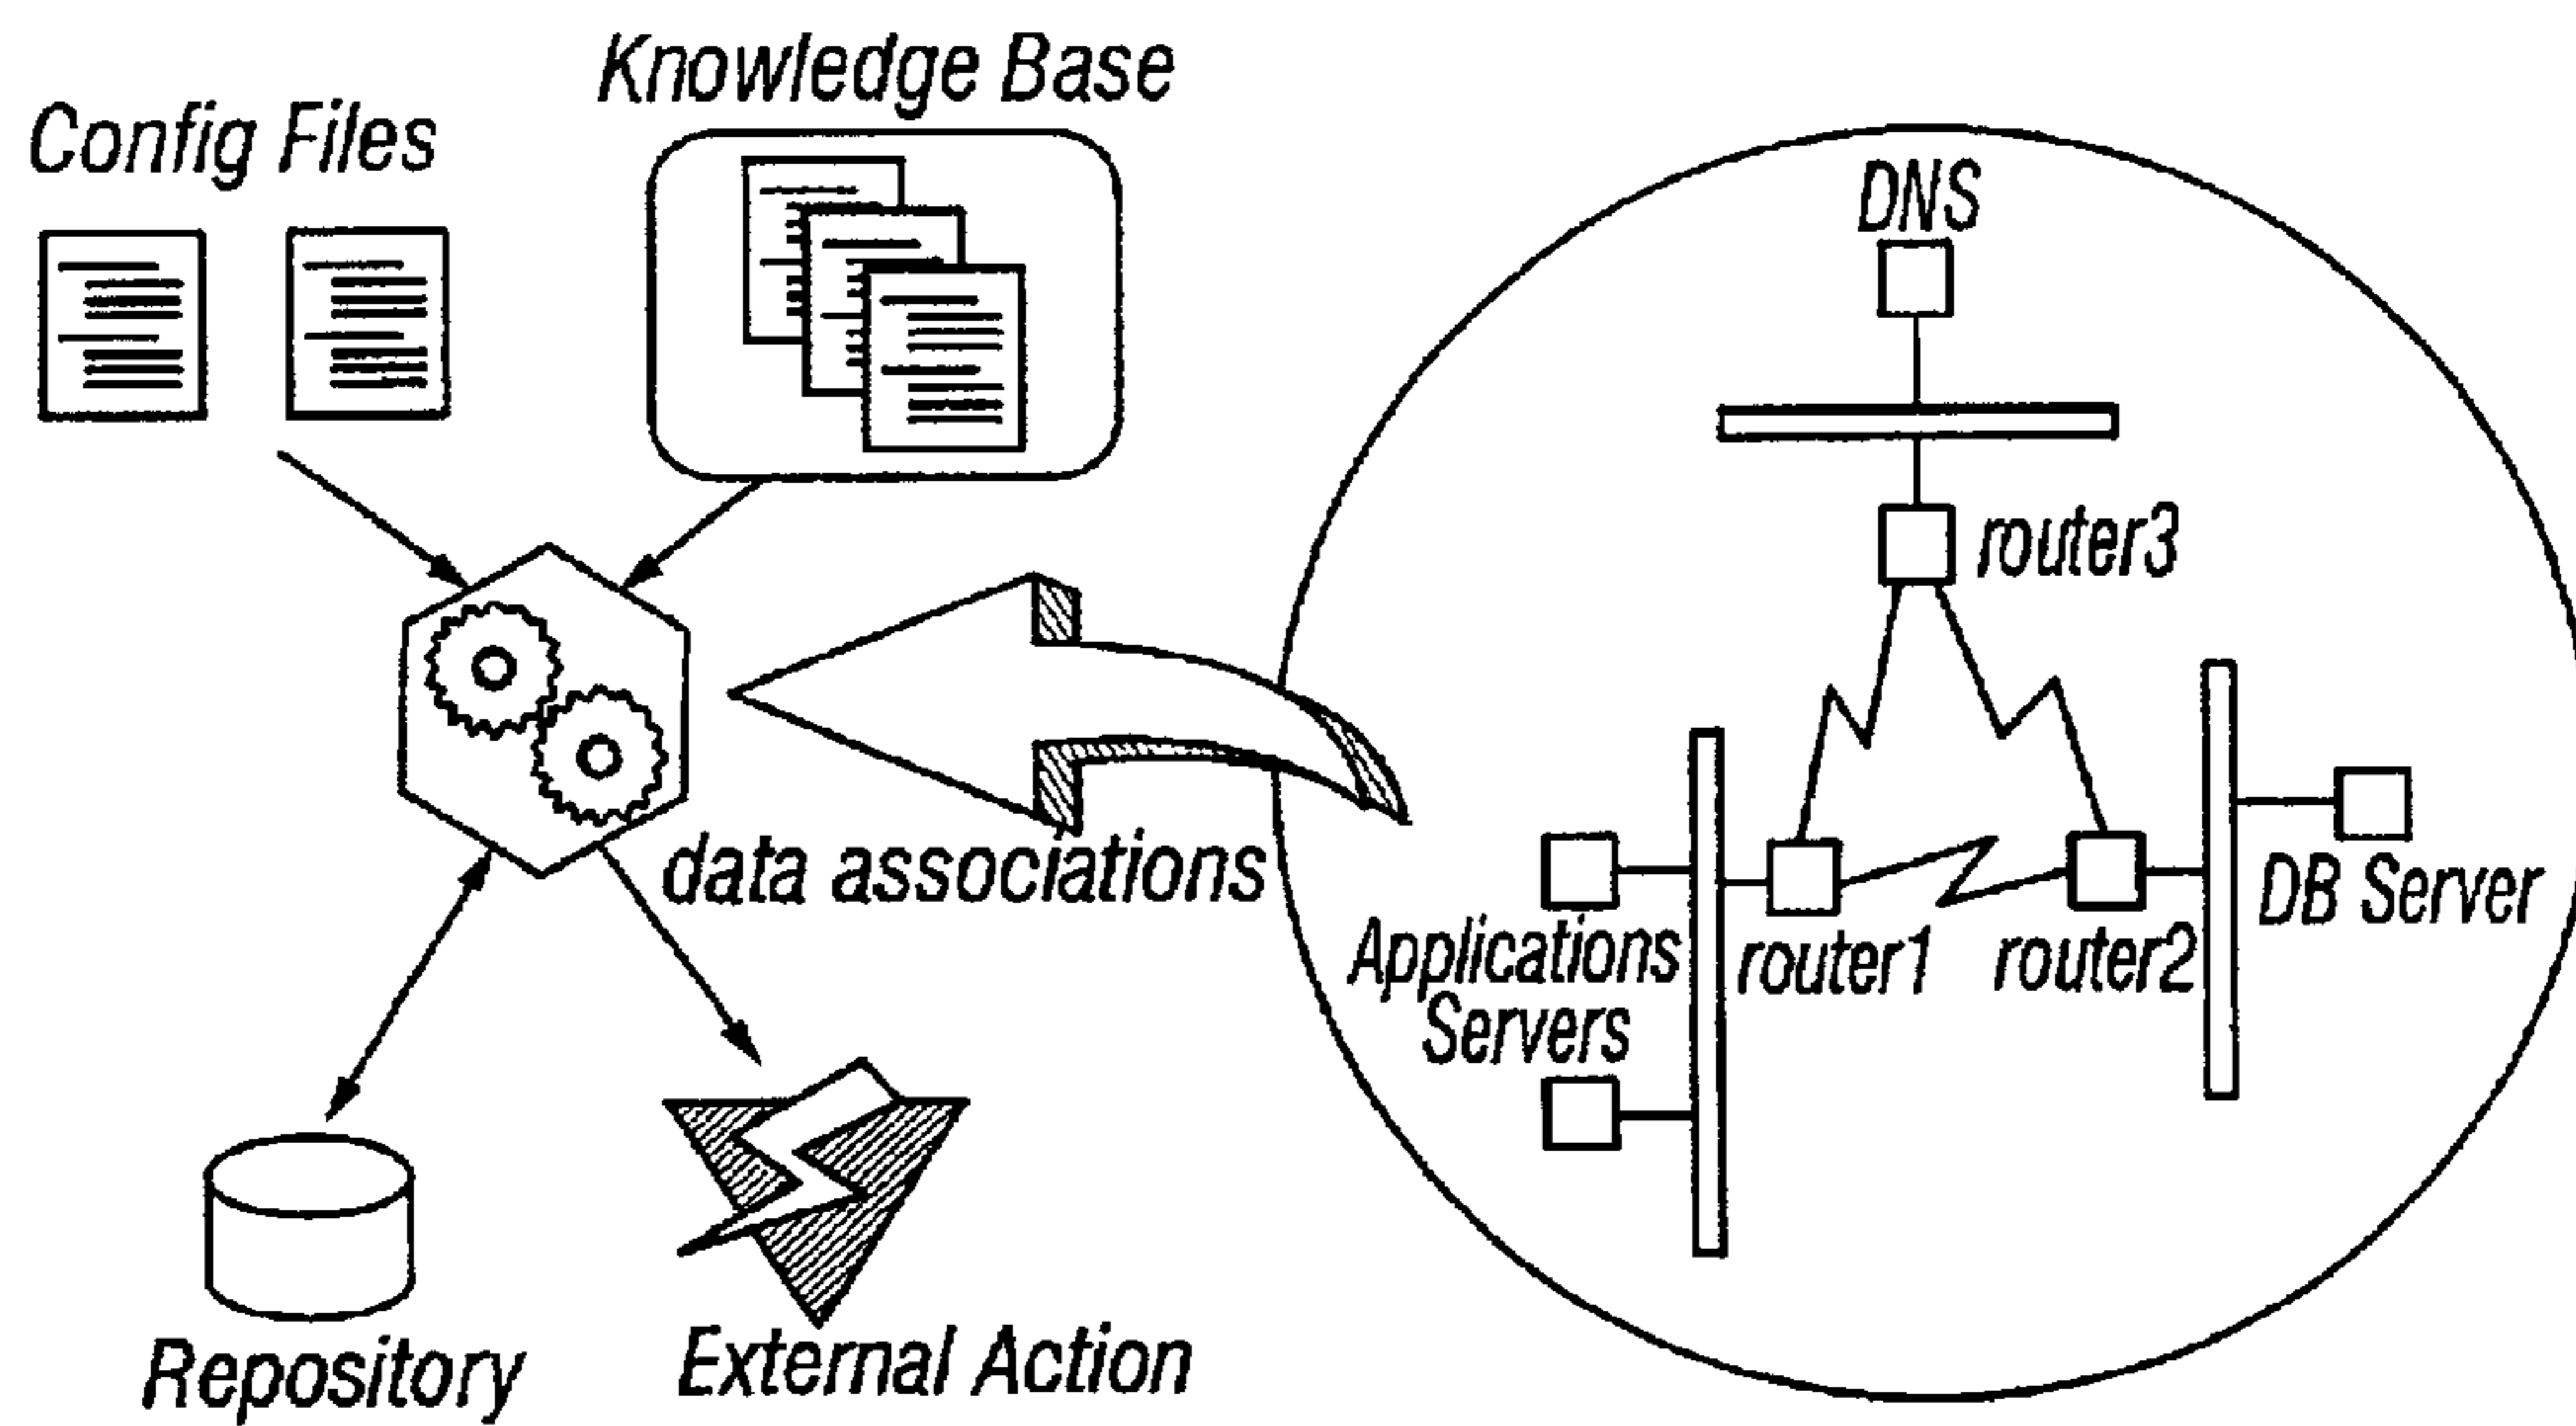 Knowledge Base
Config Files
DNS
router3
data associations
DB Server
Applications
Servers
router1
router2
Repository
External Action